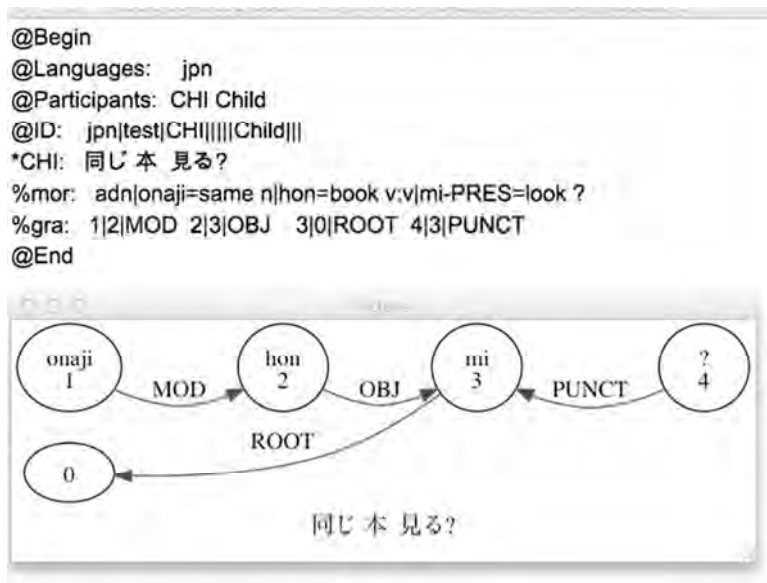 @Begin
@Languages: jpn
@Participants: CHI Child
@ID: jpn|test|CHI|||||Child|||
*CHI: 同じ 本 見る?
%mor: adn|onaji=same n|hon=book v:v|mi-PRES=look ?
%gra: 1|2|MOD 2|3|OBJ 3|0|ROOT 4|3|PUNCT
@End
onaji hon mi ?
1 2 3 4
MOD OBJ PUNCT
ROOT
0
同じ 本 見る?